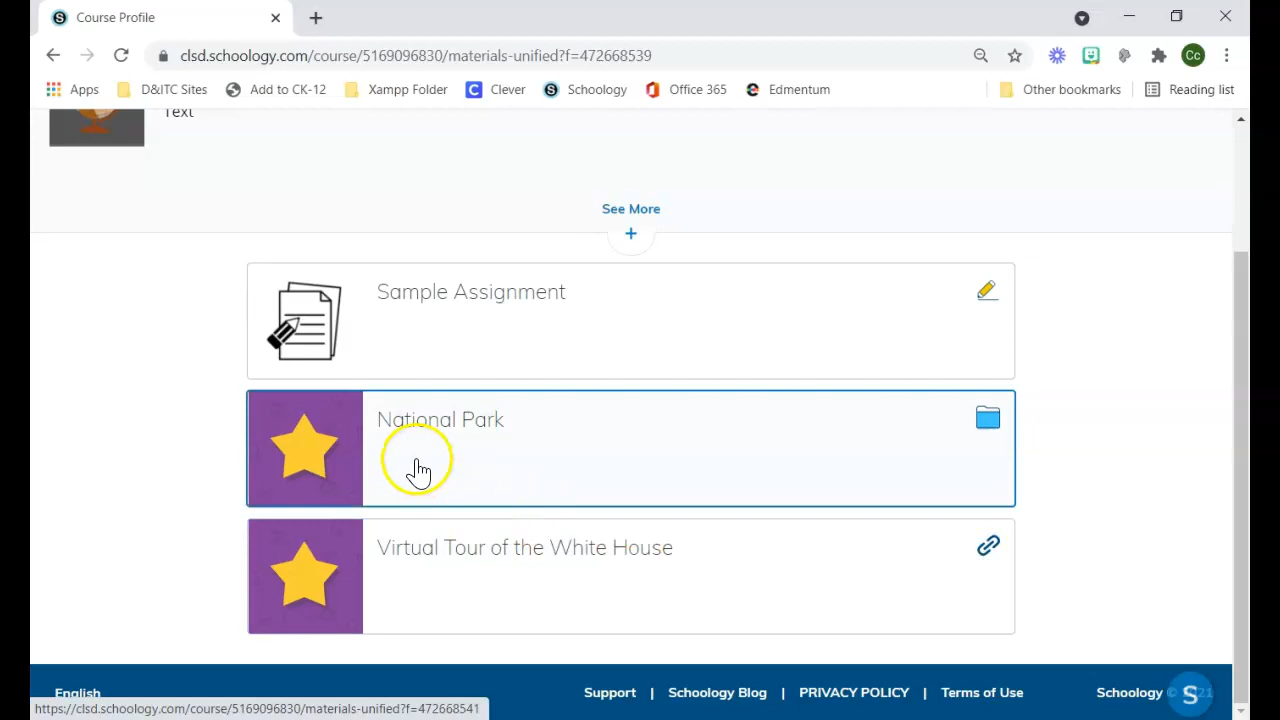 Course Profile
clsd.schoology.com/course/5169096830/materials-unified?f=472668539
Cc
Apps D&ITC Sites Add to CK-12 Xampp Folder Clever Schoology Office 365 Edmentum Other bookmarks Reading list
Text
See More
Sample Assignment
National Park
Virtual Tour of the White House
English Support | Schoology Blog | PRIVACY POLICY | Terms of Use Schoology ©
https://clsd.schoology.com/course/5169096830/materials-unified?f=472668541